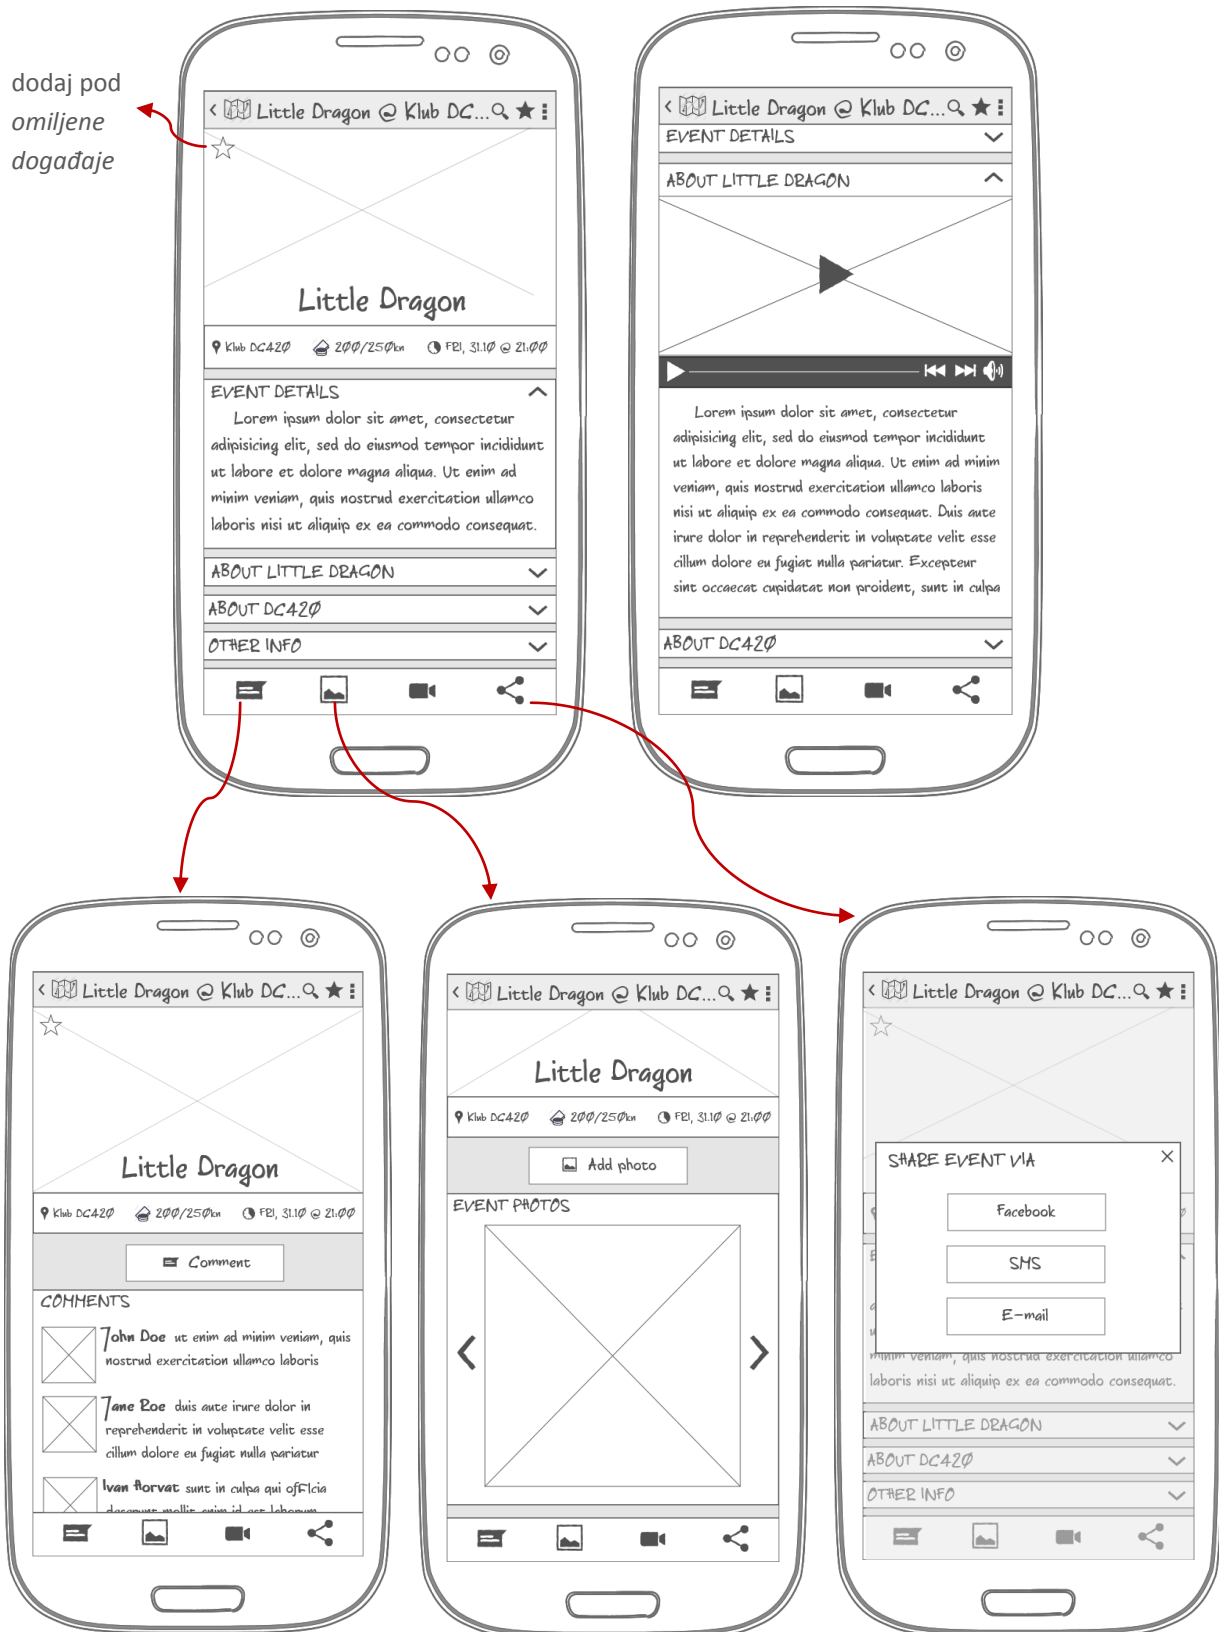 dodaj pod
omiljene
događaje
Little Dragon @ Klub DC...
Little Dragon
Klub DC420 200/250kn FRI, 31.10 @ 21:00
EVENT DETAILS
Lorem ipsum dolor sit amet, consectetur
adipisicing elit, sed do eiusmod tempor incididunt
ut labore et dolore magna aliqua. Ut enim ad
minim veniam, quis nostrud exercitation ullamco
laboris nisi ut aliquip ex ea commodo consequat.
ABOUT LITTLE DRAGON
ABOUT DC420
OTHER INFO
Little Dragon @ Klub DC...
EVENT DETAILS
ABOUT LITTLE DRAGON
Lorem ipsum dolor sit amet, consectetur
adipisicing elit, sed do eiusmod tempor incididunt
ut labore et dolore magna aliqua. Ut enim ad minim
veniam, quis nostrud exercitation ullamco laboris
nisi ut aliquip ex ea commodo consequat. Duis aute
irure dolor in reprehenderit in voluptate velit esse
cillum dolore eu fugiat nulla pariatur. Excepteur
sint occaecat cupidatat non proident, sunt in culpa
ABOUT DC420
Little Dragon @ Klub DC...
Little Dragon
Klub DC420 200/250kn FRI, 31.10 @ 21:00
Comment
COMMENTS
John Doe ut enim ad minim veniam, quis
nostrud exercitation ullamco laboris
Jane Roe duis aute irure dolor in
reprehenderit in voluptate velit esse
cillum dolore eu fugiat nulla pariatur
Ivan Horvat sunt in culpa qui officia
deserunt mollit anim id est laborum
Little Dragon @ Klub DC...
Little Dragon
Klub DC420 200/250kn FRI, 31.10 @ 21:00
Add photo
EVENT PHOTOS
Little Dragon @ Klub DC...
SHARE EVENT VIA
Facebook
SMS
E-mail
minim veniam, quis nostrud exercitation ullamco
laboris nisi ut aliquip ex ea commodo consequat.
ABOUT LITTLE DRAGON
ABOUT DC420
OTHER INFO